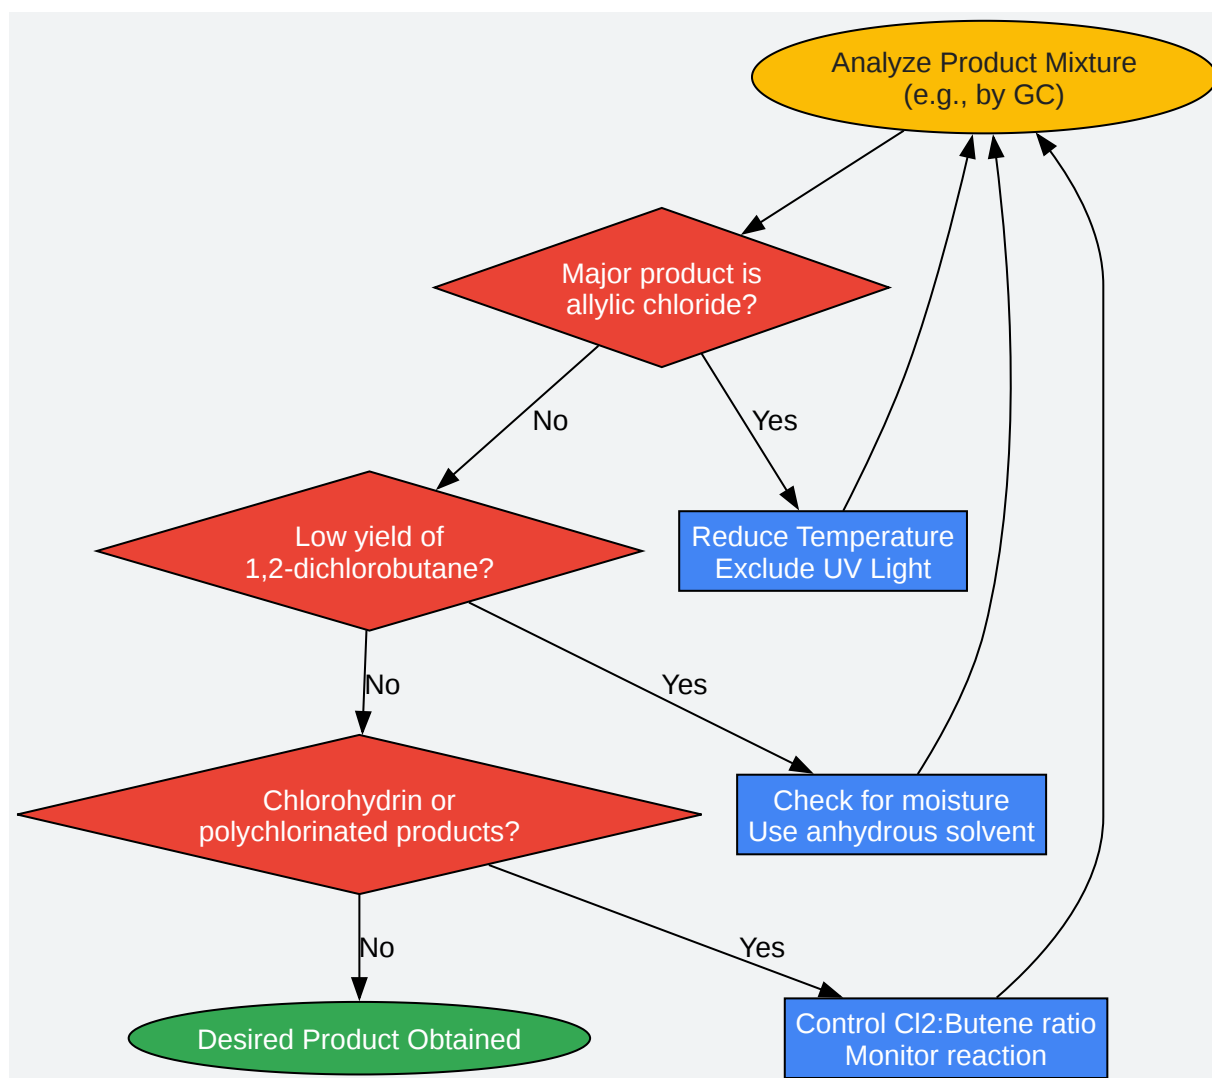 Analyze Product Mixture
(e.g., by GC)
Major product is
allylic chloride?
No
Yes
Low yield of
1,2-dichlorobutane?
Reduce Temperature
Exclude UV Light
No
Yes
Chlorohydrin or
polychlorinated products?
Check for moisture
Use anhydrous solvent
No
Yes
Desired Product Obtained
Control Cl2:Butene ratio
Monitor reaction